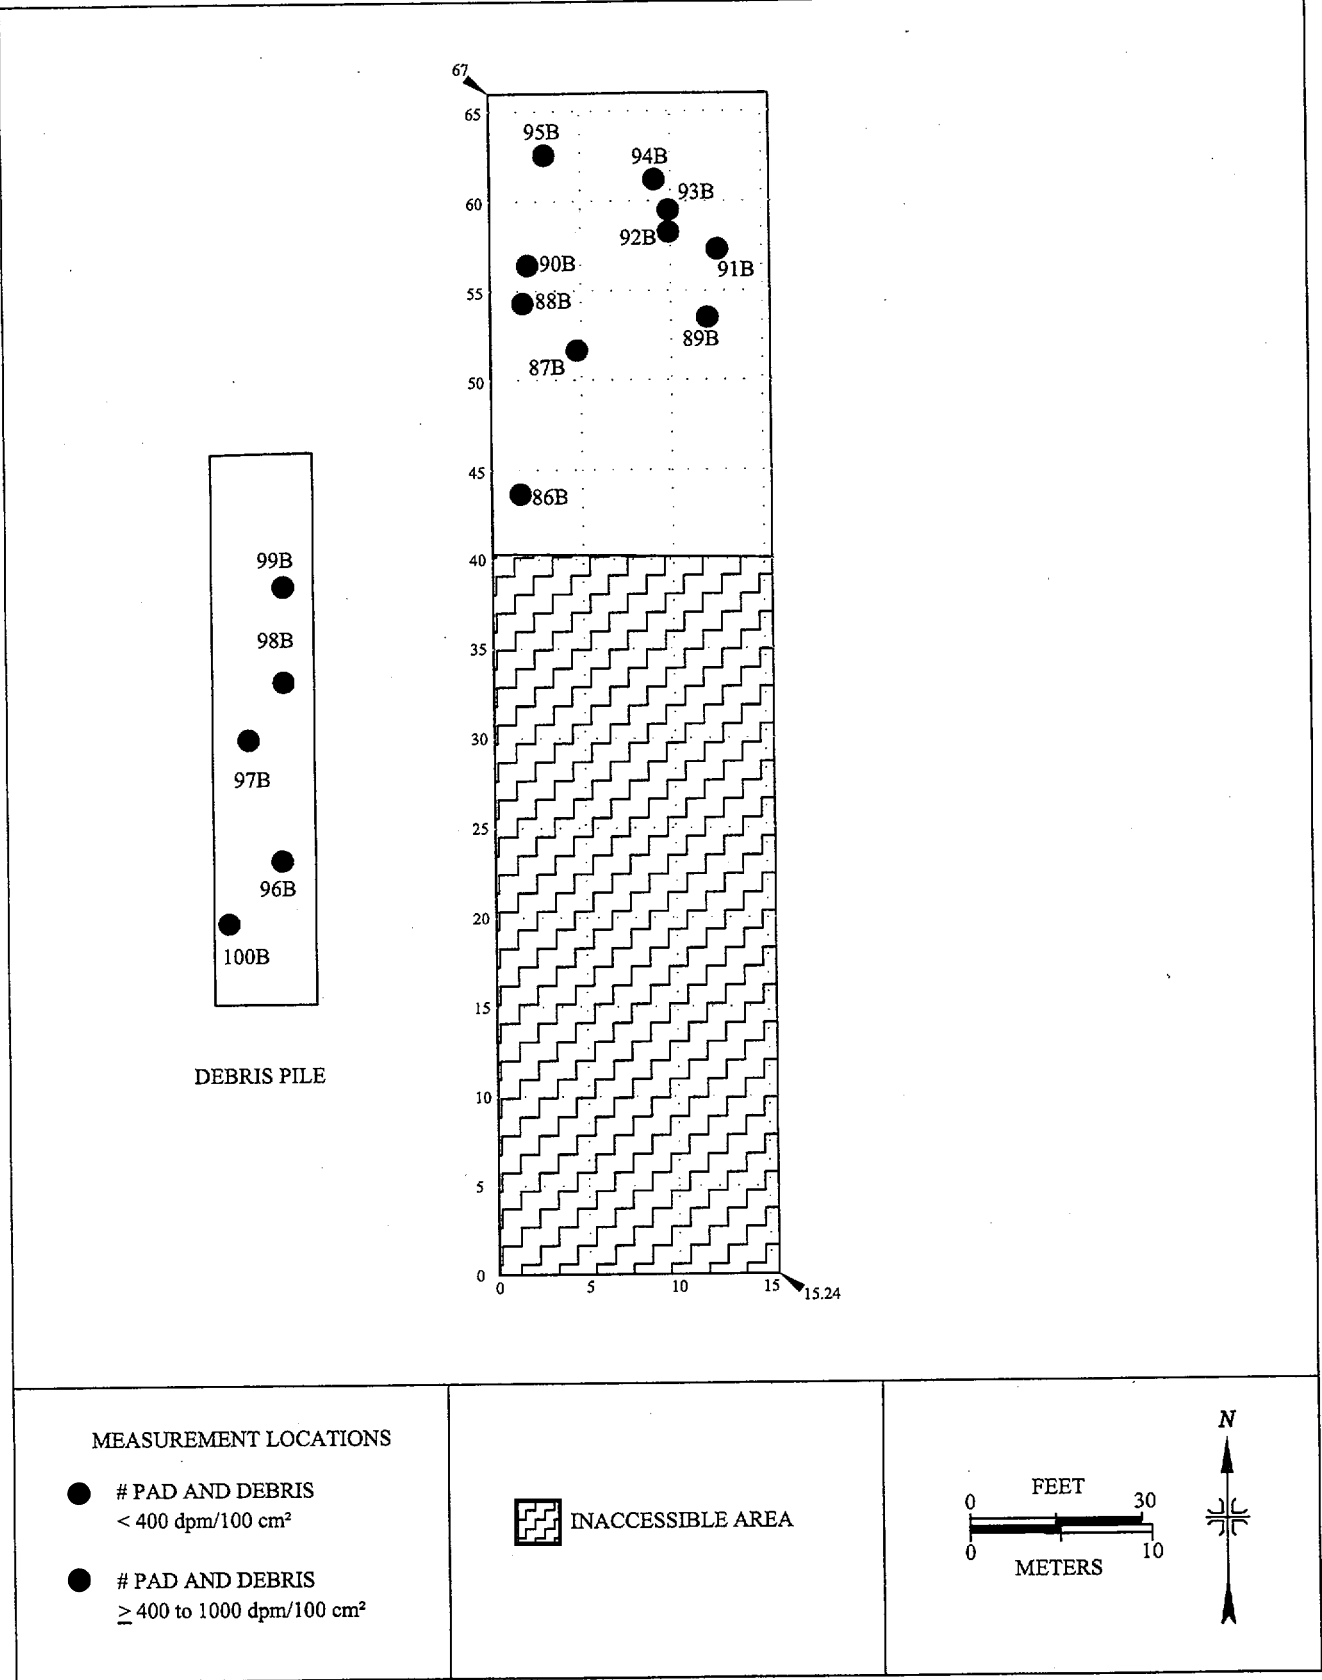 67
65
95B
94B
93B
60
92B
91B
90B
55
88B
89B
87B
50
45
86B
40
99B
98B
35
30
97B
25
96B
20
100B
15
DEBRIS PILE
10
5
0
0 5 10 15
15.24
MEASUREMENT LOCATIONS
# PAD AND DEBRIS
< 400 dpm/100 cm²
# PAD AND DEBRIS
≥ 400 to 1000 dpm/100 cm²
INACCESSIBLE AREA
N
FEET
0 30
0 10
METERS